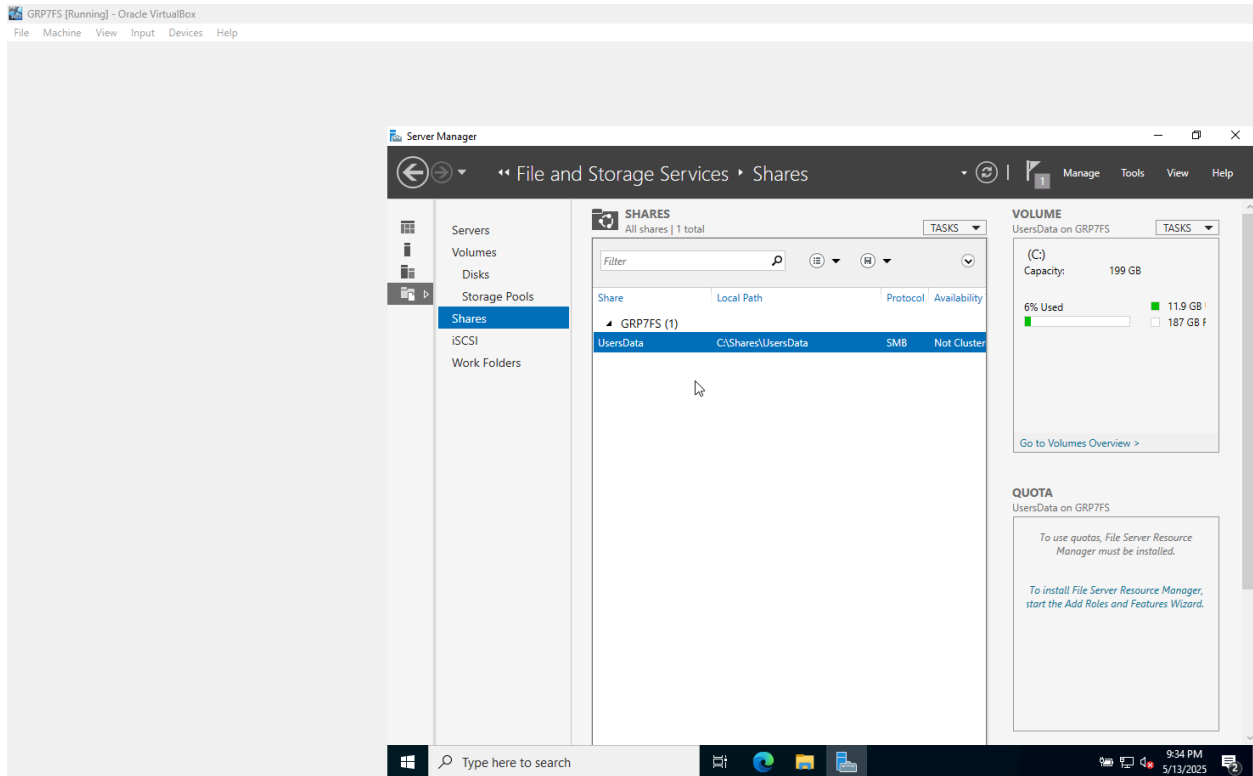 GRP7FS [Running] - Oracle VirtualBox
File Machine View Input Devices Help
Server Manager
File and Storage Services Shares
1
Manage Tools View Help
Servers
Volumes
Disks
Storage Pools
Shares
iSCSI
Work Folders
SHARES
All shares | 1 total
TASKS
Filter
Share Local Path Protocol Availability
GRP7FS (1)
UsersData C:\Shares\UsersData SMB Not Cluster
VOLUME
UsersData on GRP7FS
TASKS
(C:)
Capacity: 199 GB
6% Used
11.9 GB
187 GB F
Go to Volumes Overview >
QUOTA
UsersData on GRP7FS
To use quotas, File Server Resource
Manager must be installed.
To install File Server Resource Manager,
start the Add Roles and Features Wizard.
Type here to search
9:34 PM
5/13/2025
2